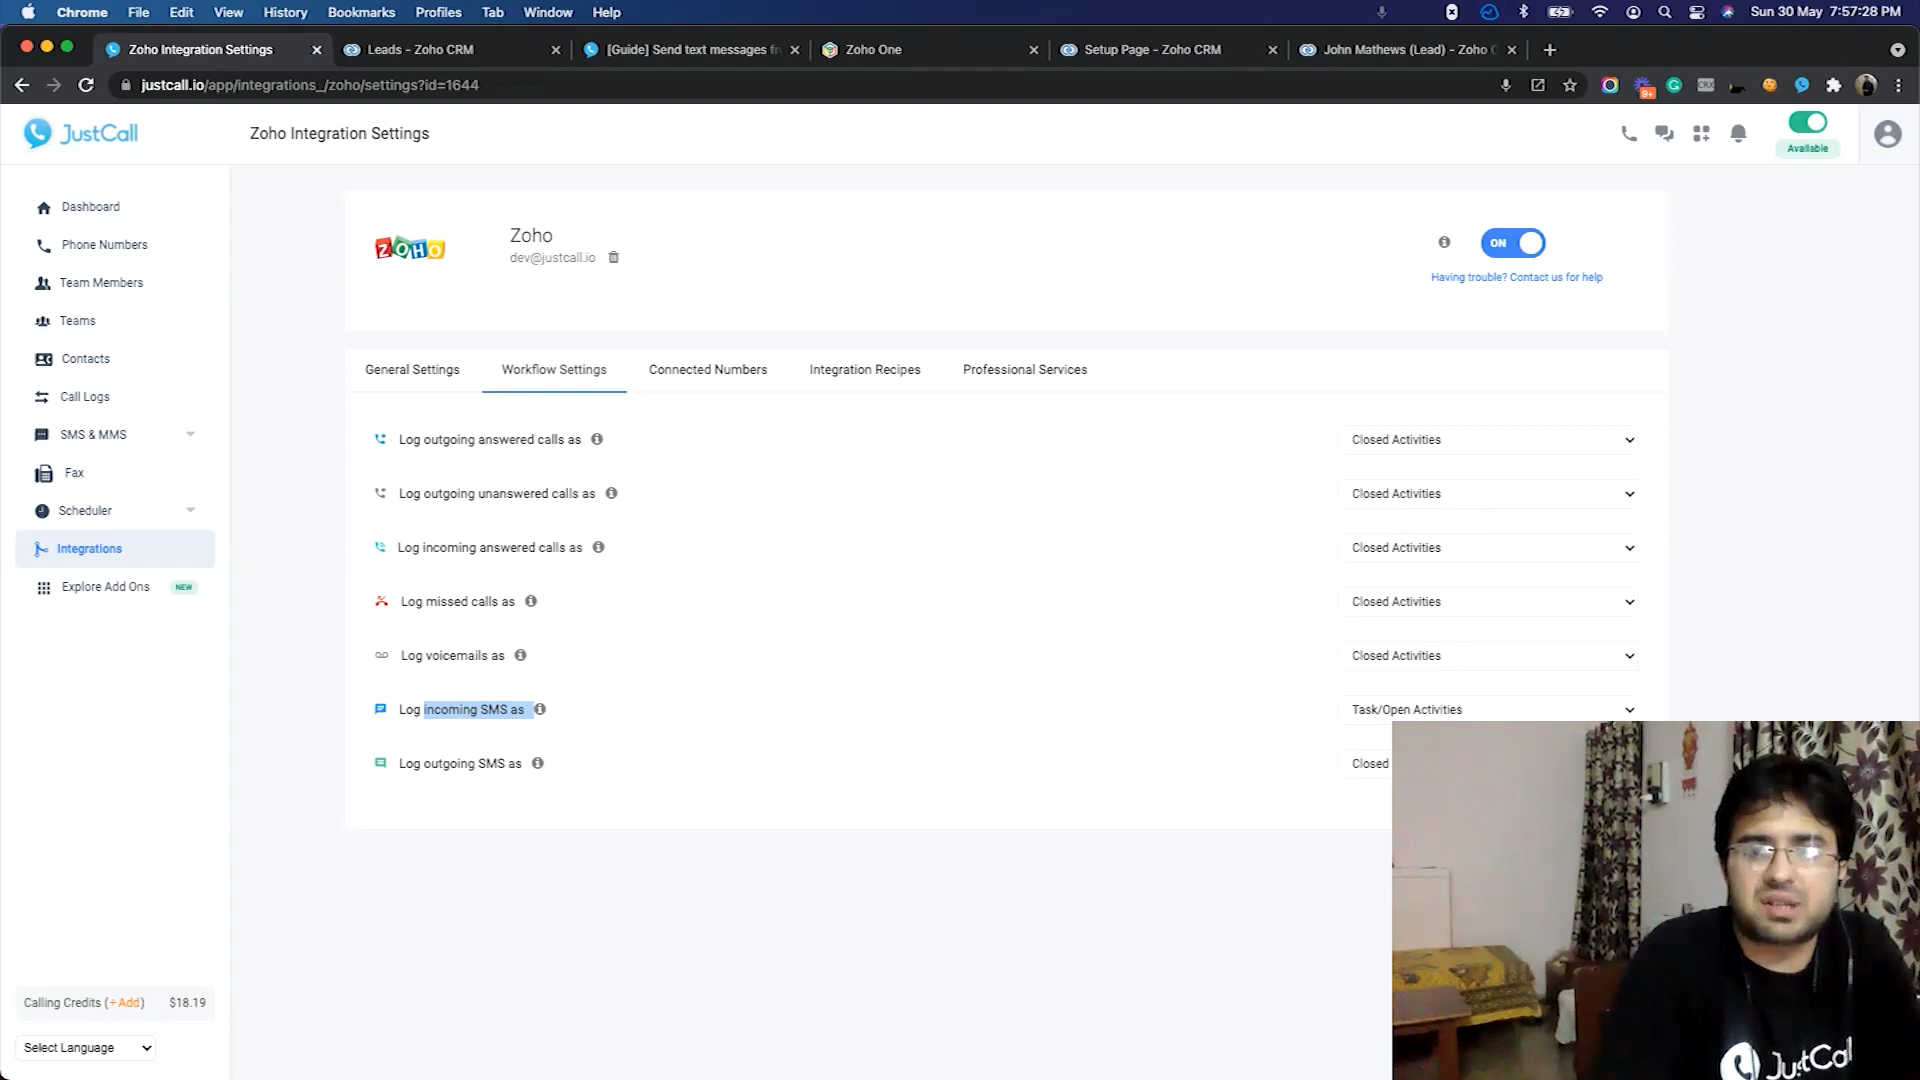 Chrome File Edit View History Bookmarks Profiles Tab Window Help Sun 30 May 7:57:28 PM
Zoho Integration Settings Leads - Zoho CRM [Guide] Send text messages fr Zoho One Setup Page - Zoho CRM John Mathews (Lead) - Zoho C
justcall.io/app/integrations_/zoho/settings?id=1644 9+
JustCall Zoho Integration Settings Available
Dashboard
Phone Numbers
Team Members
Teams
Contacts
Call Logs
SMS & MMS
Fax
Scheduler
Integrations
Explore Add Ons NEW
Calling Credits (+Add) $18.19
Select Language
ZOHO
Zoho
dev@justcall.io
ON
Having trouble? Contact us for help
General Settings Workflow Settings Connected Numbers Integration Recipes Professional Services
Log outgoing answered calls as Closed Activities
Log outgoing unanswered calls as Closed Activities
Log incoming answered calls as Closed Activities
Log missed calls as Closed Activities
Log voicemails as Closed Activities
Log incoming SMS as Task/Open Activities
Log outgoing SMS as Closed
JustCal